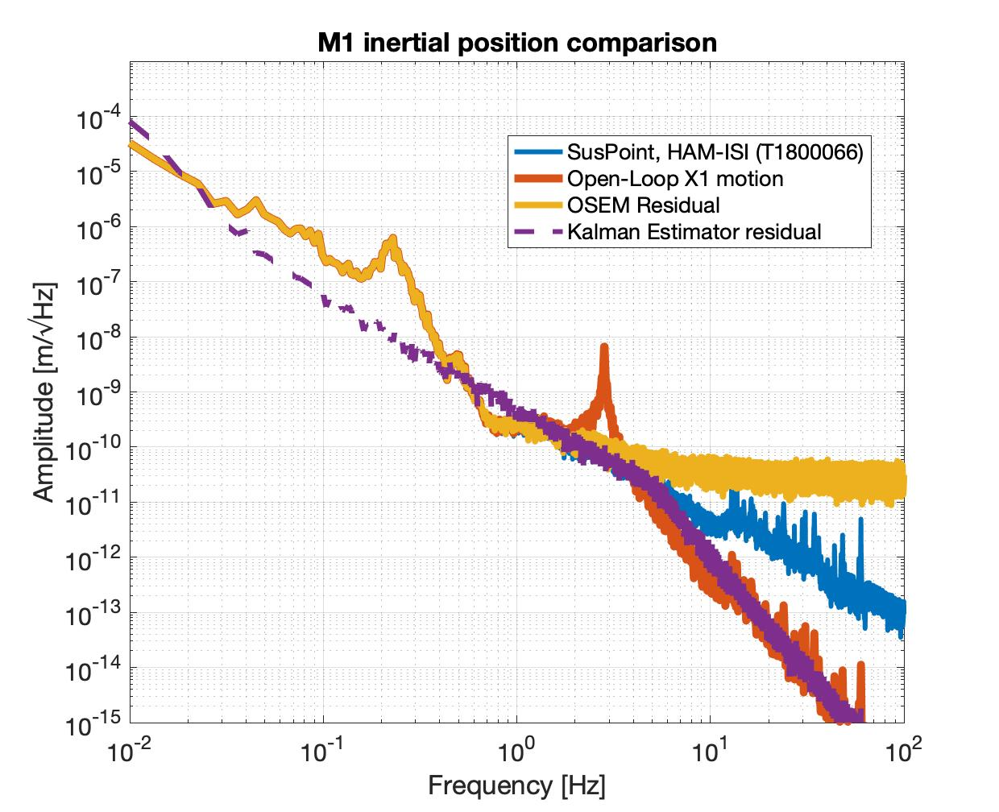 M1 inertial position comparison
10^-4
10^-5
10^-6
10^-7
10^-8
10^-9
10^-10
10^-11
10^-12
10^-13
10^-14
10^-15
Amplitude [m/√Hz]
SusPoint, HAM-ISI (T1800066)
Open-Loop X1 motion
OSEM Residual
Kalman Estimator residual
10^-2 10^-1 10^0 10^1 10^2
Frequency [Hz]